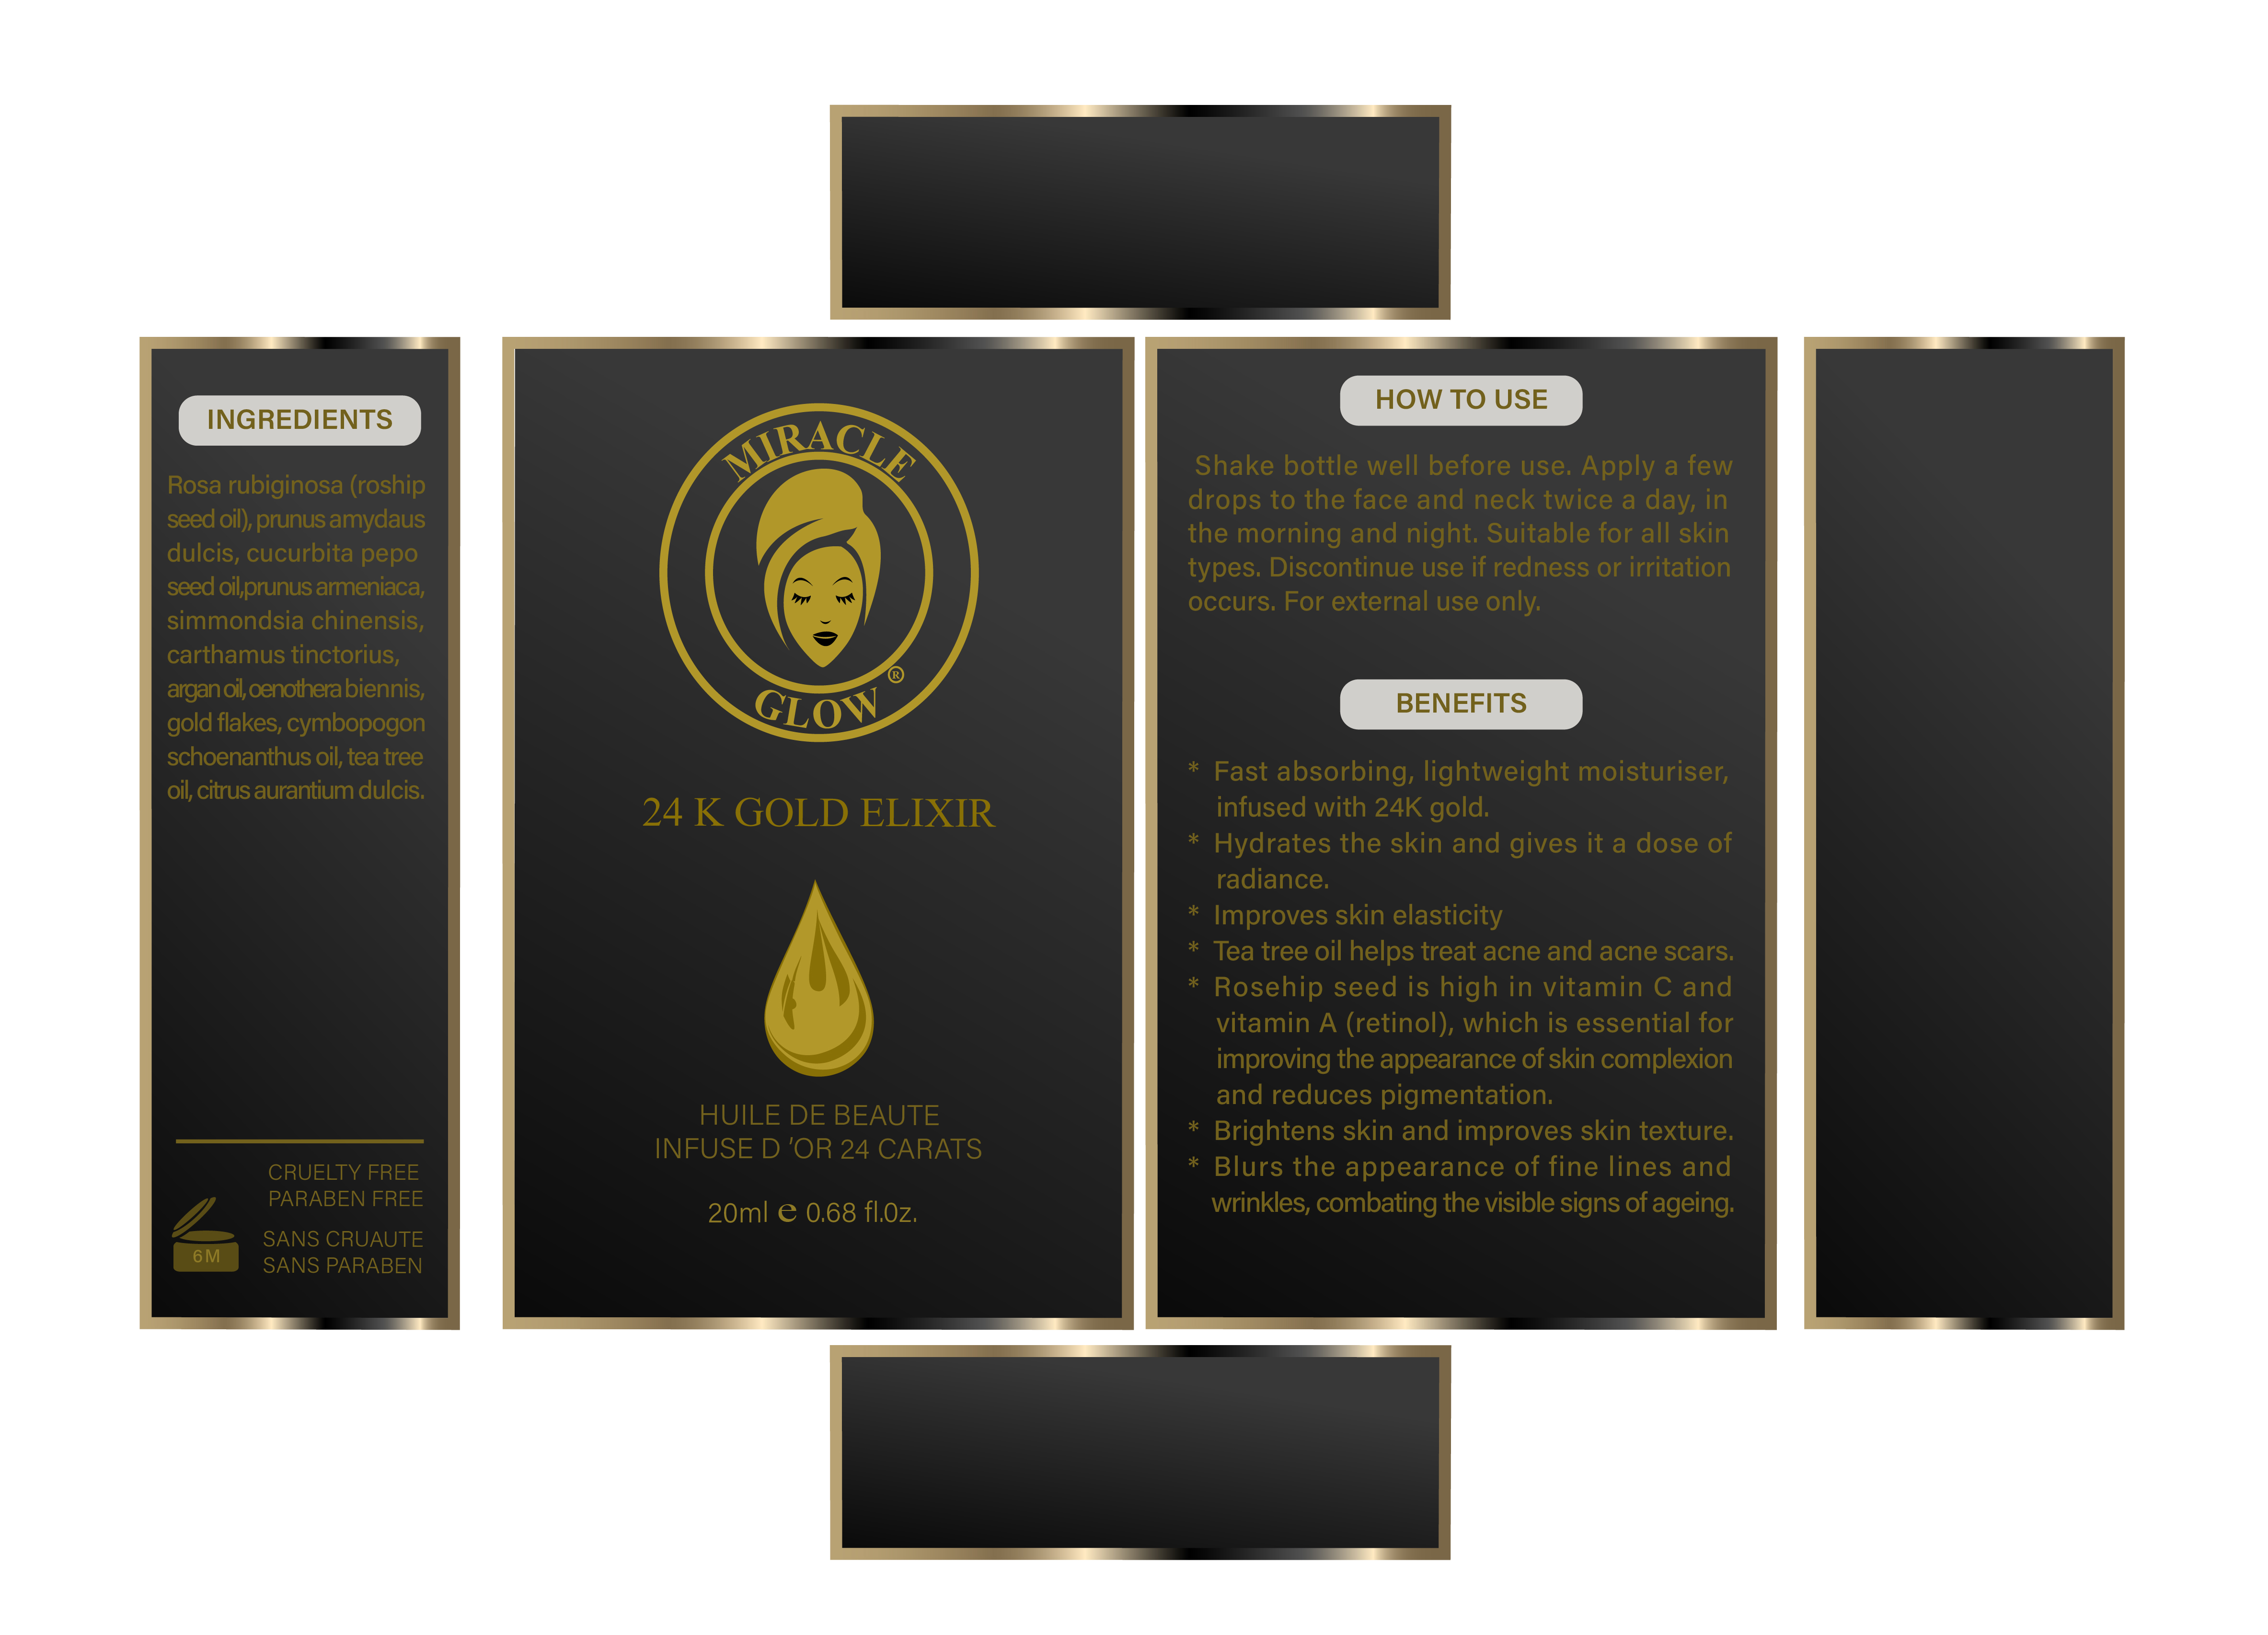 INGREDIENTS
Rosa rubiginosa (roship
seed oil), prunus amydaus
dulcis, cucurbita pepo
seed oil,prunus armeniaca,
simmondsia chinensis,
carthamus tinctorius,
argan oil, oenothera biennis,
gold flakes, cymbopogon
schoenanthus oil, tea tree
oil, citrus aurantium dulcis.
CRUELTY FREE
PARABEN FREE
SANS CRUAUTE
SANS PARABEN
6M
MIRACLE
GLOW ®
24 K GOLD ELIXIR
HUILE DE BEAUTE
INFUSE D 'OR 24 CARATS
20ml ℮ 0.68 fl.0z.
HOW TO USE
Shake bottle well before use. Apply a few
drops to the face and neck twice a day, in
the morning and night. Suitable for all skin
types. Discontinue use if redness or irritation
occurs. For external use only.
BENEFITS
* Fast absorbing, lightweight moisturiser,
infused with 24K gold.
* Hydrates the skin and gives it a dose of
radiance.
* Improves skin elasticity
* Tea tree oil helps treat acne and acne scars.
* Rosehip seed is high in vitamin C and
vitamin A (retinol), which is essential for
improving the appearance of skin complexion
and reduces pigmentation.
* Brightens skin and improves skin texture.
* Blurs the appearance of fine lines and
wrinkles, combating the visible signs of ageing.